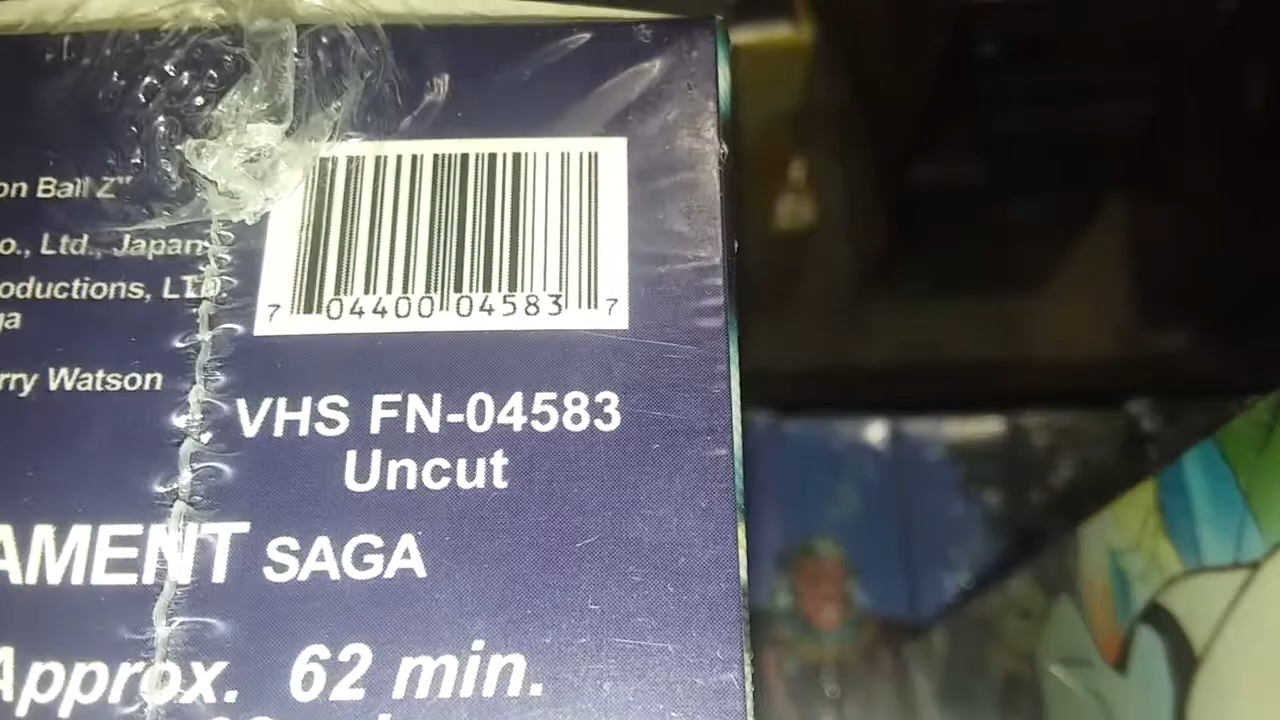 on Ball Z"
o., Ltd., Japan
oductions, LTD.
ga
rry Watson
7 04400 04583 7
VHS FN-04583
Uncut
AMENT SAGA
Approx. 62 min.